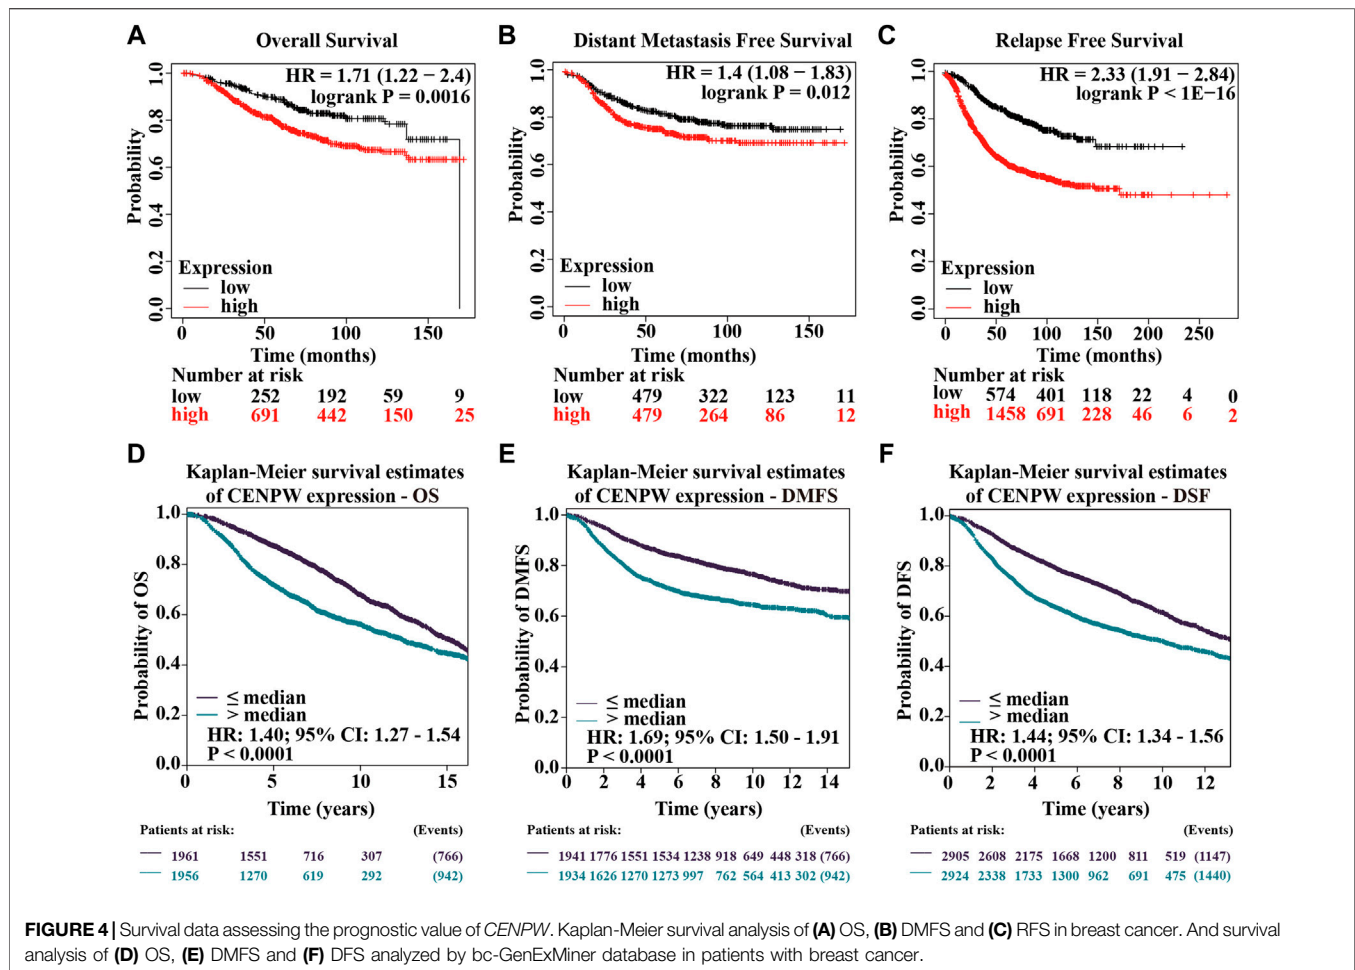 A
Overall Survival
HR = 1.71 (1.22 − 2.4)
logrank P = 0.0016
Probability
1.0
0.8
0.6
0.4
0.2
0.0
Expression
low
high
0 50 100 150
Time (months)
Number at risk
low 252 192 59 9
high 691 442 150 25
B
Distant Metastasis Free Survival
HR = 1.4 (1.08 − 1.83)
logrank P = 0.012
Probability
1.0
0.8
0.6
0.4
0.2
0.0
Expression
low
high
0 50 100 150
Time (months)
Number at risk
low 479 322 123 11
high 479 264 86 12
C
Relapse Free Survival
HR = 2.33 (1.91 − 2.84)
logrank P < 1E−16
Probability
1.0
0.8
0.6
0.4
0.2
0.0
Expression
low
high
0 50 100 150 200 250
Time (months)
Number at risk
low 574 401 118 22 4 0
high 1458 691 228 46 6 2
D
Kaplan-Meier survival estimates
of CENPW expression - OS
Probability of OS
1.0
0.8
0.6
0.4
0.2
0.0
≤ median
> median
HR: 1.40; 95% CI: 1.27 - 1.54
P < 0.0001
0 5 10 15
Time (years)
Patients at risk: (Events)
1961 1551 716 307 (766)
1956 1270 619 292 (942)
E
Kaplan-Meier survival estimates
of CENPW expression - DMFS
Probability of DMFS
1.0
0.8
0.6
0.4
0.2
0.0
≤ median
> median
HR: 1.69; 95% CI: 1.50 - 1.91
P < 0.0001
0 2 4 6 8 10 12 14
Time (years)
Patients at risk: (Events)
1941 1776 1551 1534 1238 918 649 448 318 (766)
1934 1626 1270 1273 997 762 564 413 302 (942)
F
Kaplan-Meier survival estimates
of CENPW expression - DSF
Probability of DFS
1.0
0.8
0.6
0.4
0.2
0.0
≤ median
> median
HR: 1.44; 95% CI: 1.34 - 1.56
P < 0.0001
0 2 4 6 8 10 12
Time (years)
Patients at risk: (Events)
2905 2608 2175 1668 1200 811 519 (1147)
2924 2338 1733 1300 962 691 475 (1440)
FIGURE 4 | Survival data assessing the prognostic value of CENPW. Kaplan-Meier survival analysis of (A) OS, (B) DMFS and (C) RFS in breast cancer. And survival
analysis of (D) OS, (E) DMFS and (F) DFS analyzed by bc-GenExMiner database in patients with breast cancer.